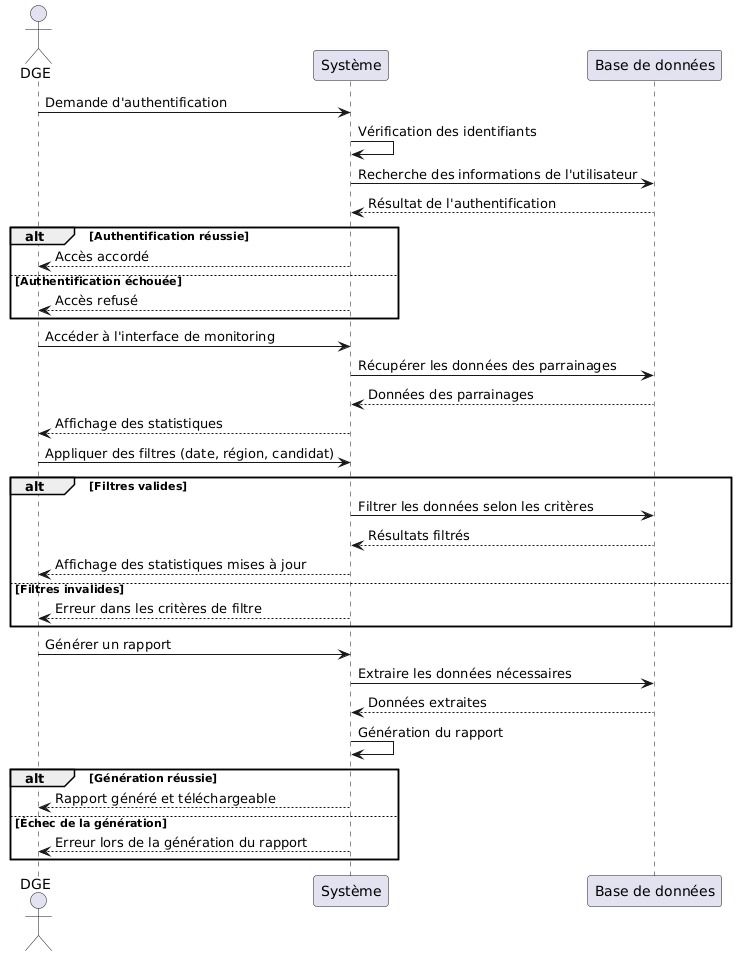 DGE
Système
Base de données
Demande d'authentification
Vérification des identifiants
Recherche des informations de l'utilisateur
Résultat de l'authentification
alt [Authentification réussie]
Accès accordé
[Authentification échouée]
Accès refusé
Accéder à l'interface de monitoring
Récupérer les données des parrainages
Données des parrainages
Affichage des statistiques
Appliquer des filtres (date, région, candidat)
alt [Filtres valides]
Filtrer les données selon les critères
Résultats filtrés
Affichage des statistiques mises à jour
[Filtres invalides]
Erreur dans les critères de filtre
Générer un rapport
Extraire les données nécessaires
Données extraites
Génération du rapport
alt [Génération réussie]
Rapport généré et téléchargeable
[Échec de la génération]
Erreur lors de la génération du rapport
DGE
Système
Base de données